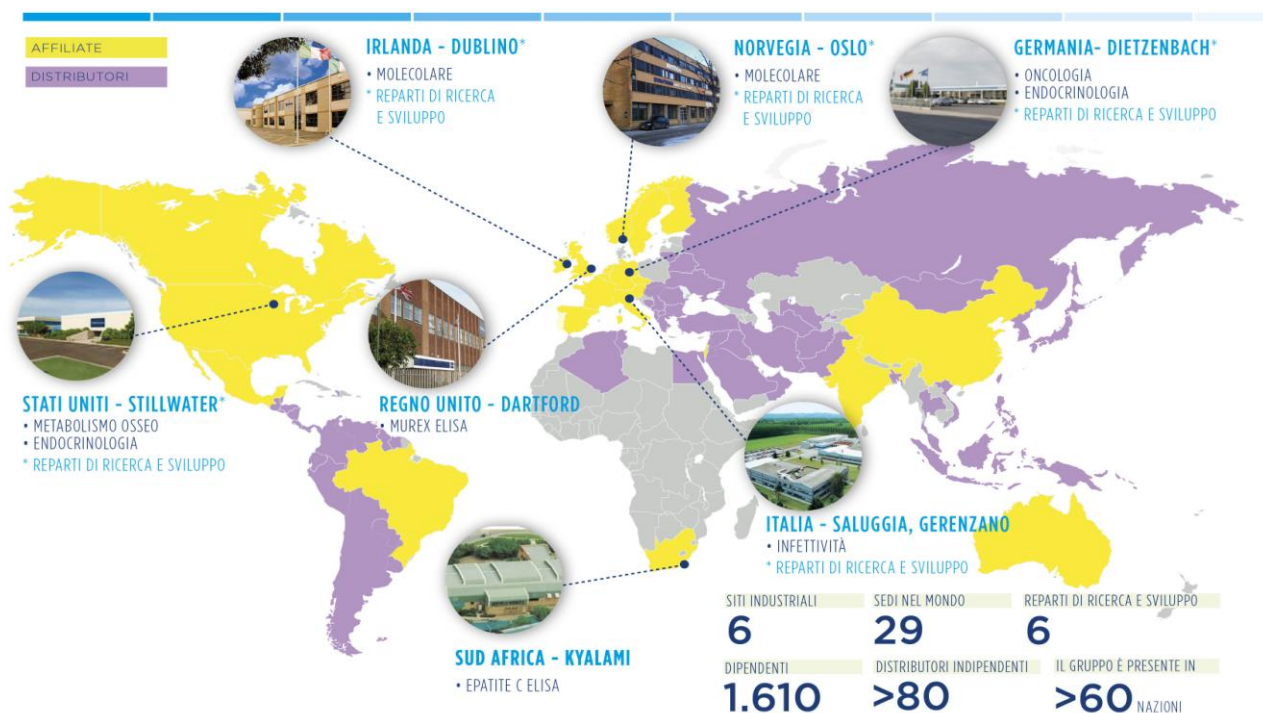 AFFILIATE
DISTRIBUTORI
IRLANDA - DUBLINO*
• MOLECOLARE
* REPARTI DI RICERCA
E SVILUPPO
NORVEGIA - OSLO*
• MOLECOLARE
* REPARTI DI RICERCA
E SVILUPPO
GERMANIA- DIETZENBACH*
• ONCOLOGIA
• ENDOCRINOLOGIA
* REPARTI DI RICERCA E SVILUPPO
STATI UNITI - STILLWATER*
• METABOLISMO OSSEO
• ENDOCRINOLOGIA
* REPARTI DI RICERCA E SVILUPPO
REGNO UNITO - DARTFORD
• MUREX ELISA
ITALIA - SALUGGIA, GERENZANO
• INFETTIVITÀ
* REPARTI DI RICERCA E SVILUPPO
SUD AFRICA - KYALAMI
• EPATITE C ELISA
SITI INDUSTRIALI
6
SEDI NEL MONDO
29
REPARTI DI RICERCA E SVILUPPO
6
DIPENDENTI
1.610
DISTRIBUTORI INDIPENDENTI
>80
IL GRUPPO È PRESENTE IN
>60 NAZIONI